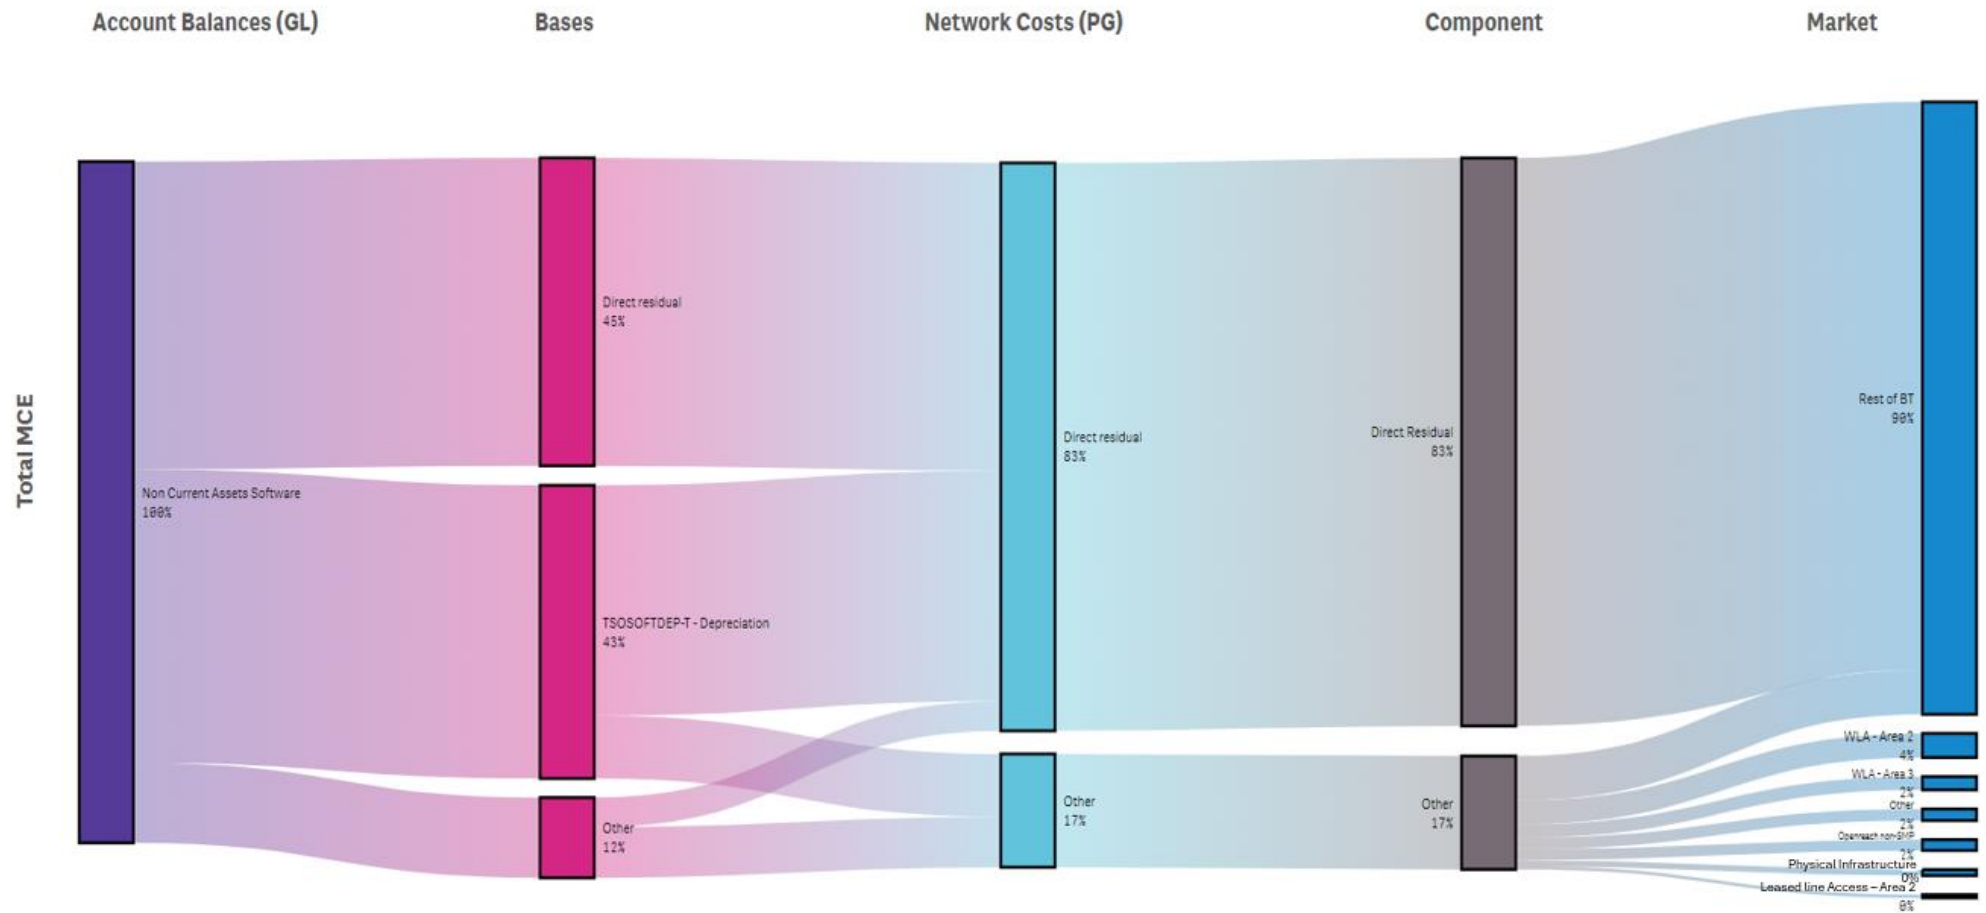 Account Balances (GL)
Bases
Network Costs (PG)
Component
Market
Total MCE
Non Current Assets Software
100%
Direct residual
45%
TSOSOFTDEP-T - Depreciation
43%
Other
12%
Direct residual
83%
Other
17%
Direct Residual
83%
Other
17%
Rest of BT
90%
WLA - Area 2
4%
WLA - Area 3
2%
Other
2%
Openreach non-SMP
2%
Physical Infrastructure
0%
Leased line Access – Area 2
0%